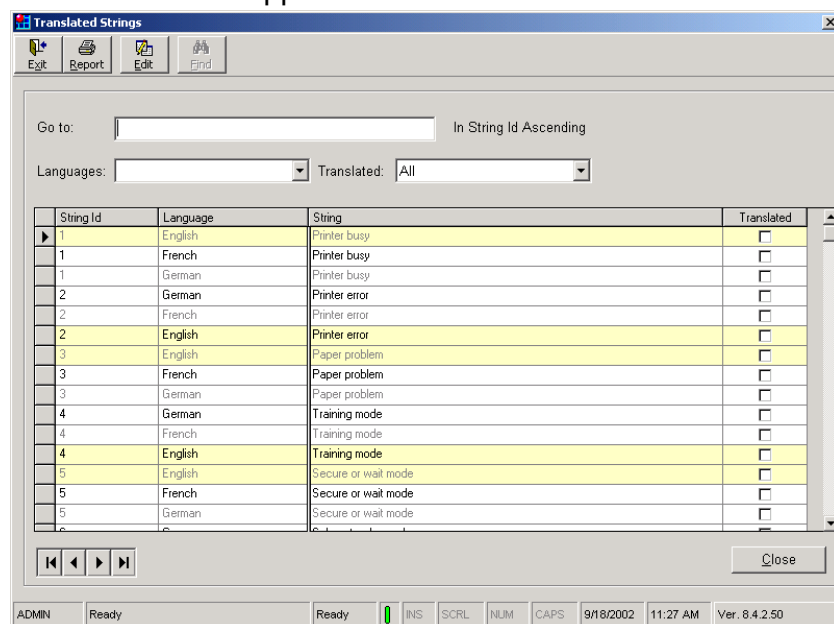 Translated Strings
Exit Report Edit Find
Go to: In String Id Ascending
Languages: Translated: All
String Id Language String Translated
1 English Printer busy
1 French Printer busy
1 German Printer busy
2 German Printer error
2 French Printer error
2 English Printer error
3 English Paper problem
3 French Paper problem
3 German Paper problem
4 German Training mode
4 French Training mode
4 English Training mode
5 English Secure or wait mode
5 French Secure or wait mode
5 German Secure or wait mode
Close
ADMIN Ready Ready INS SCRL NUM CAPS 9/18/2002 11:27 AM Ver. 8.4.2.50